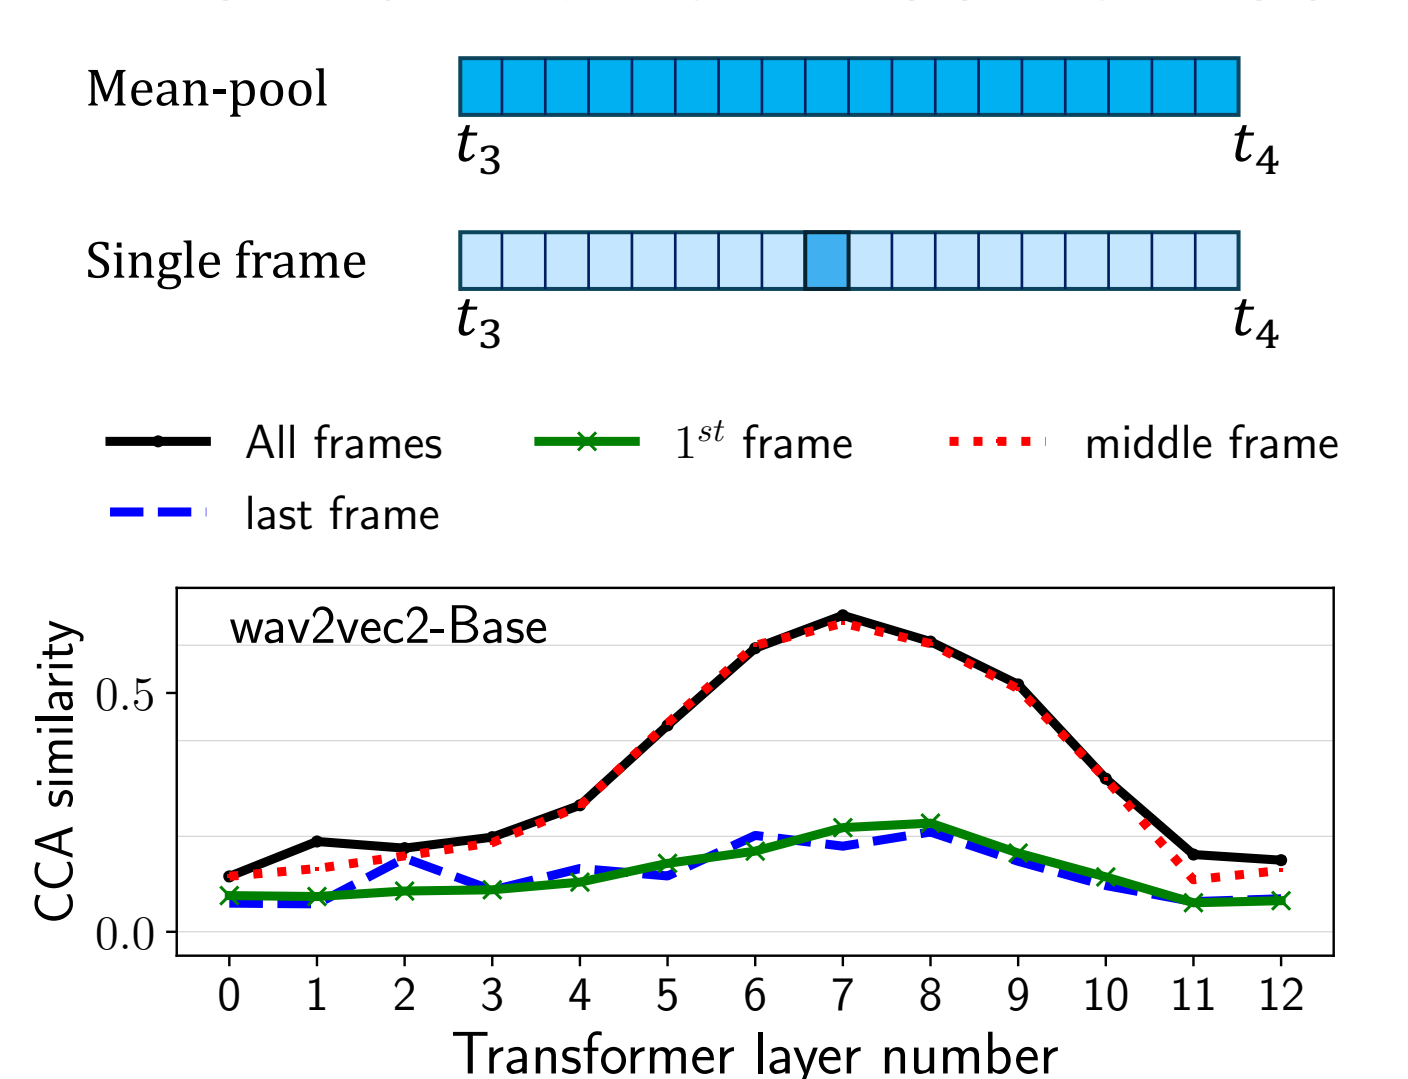 Mean-pool
t3 t4
Single frame
t3 t4
All frames 1st frame middle frame
last frame
wav2vec2-Base
CCA similarity
0.5
0.0
0 1 2 3 4 5 6 7 8 9 10 11 12
Transformer layer number